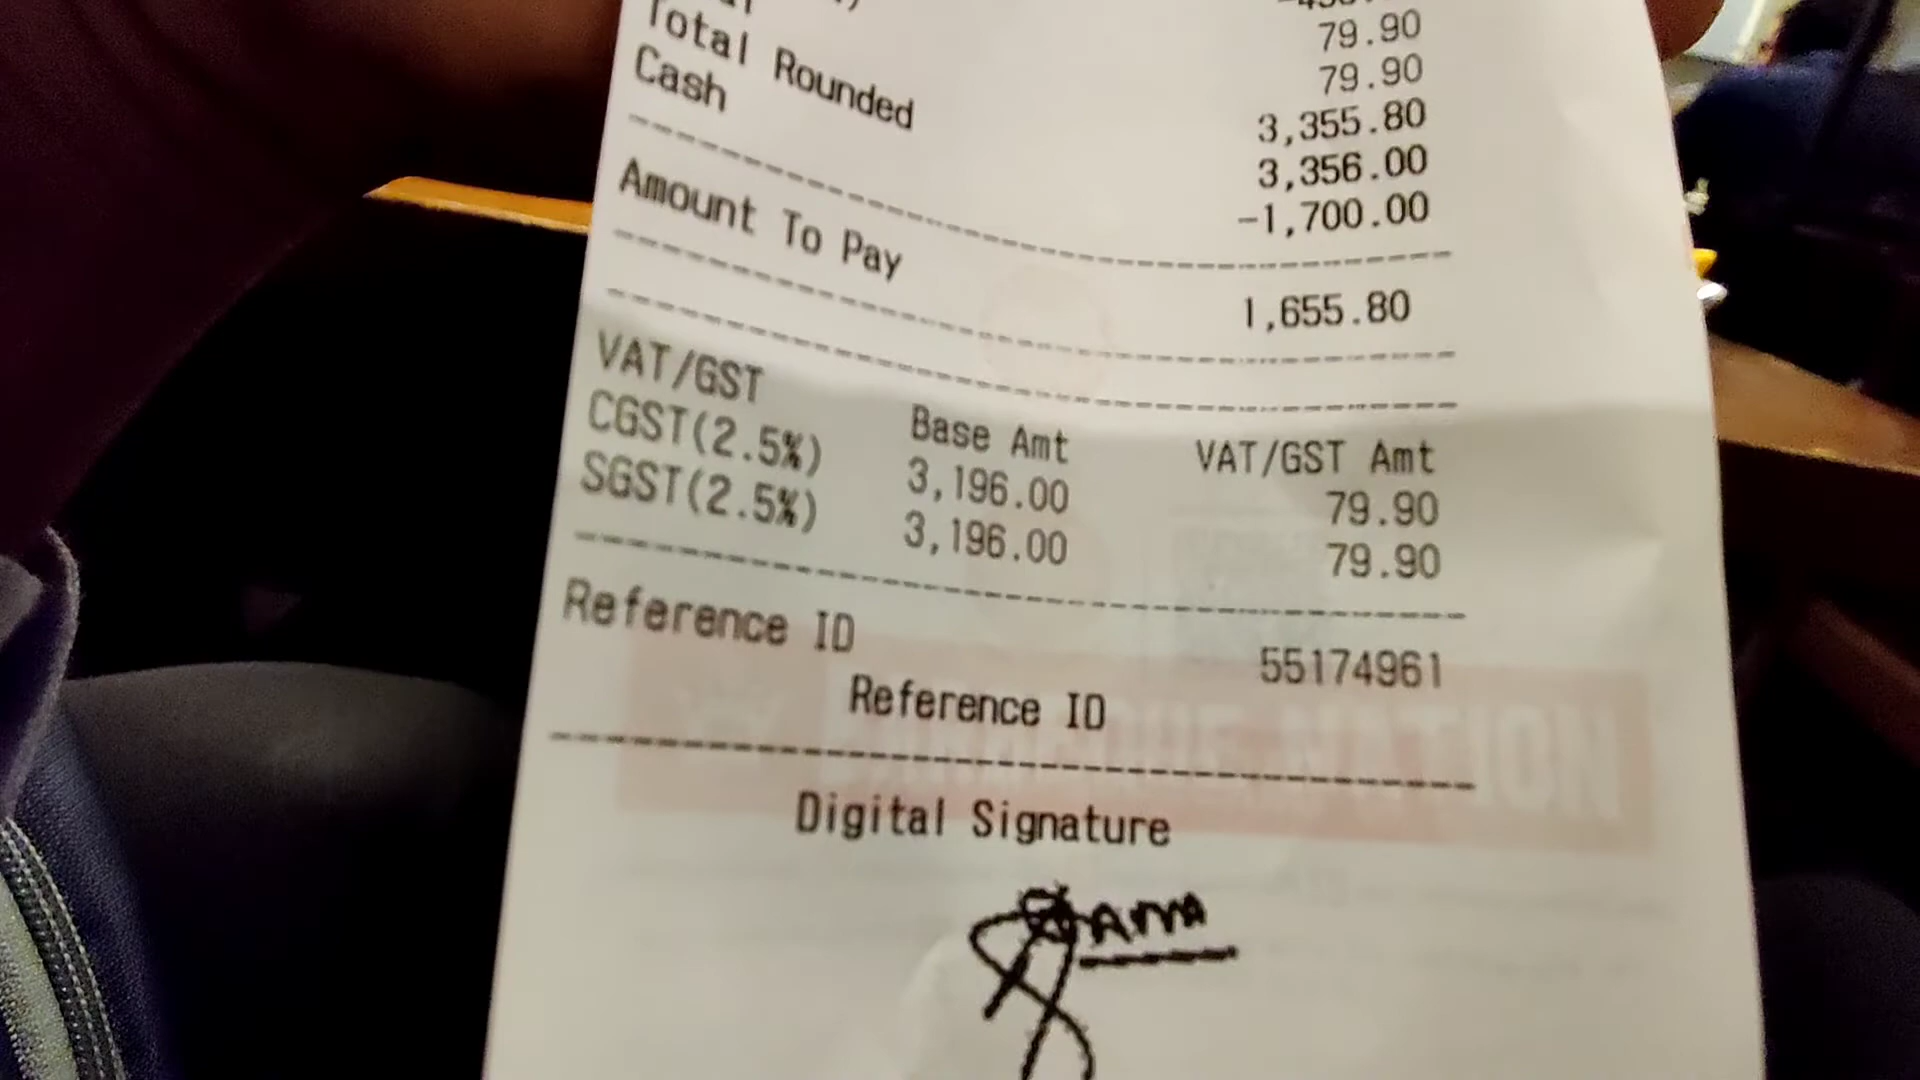 79.90
79.90
3,355.80
Total Rounded 3,356.00
Cash -1,700.00
Amount To Pay 1,655.80
VAT/GST Base Amt VAT/GST Amt
CGST(2.5%) 3,196.00 79.90
SGST(2.5%) 3,196.00 79.90
Reference ID 55174961
Reference ID
Digital Signature